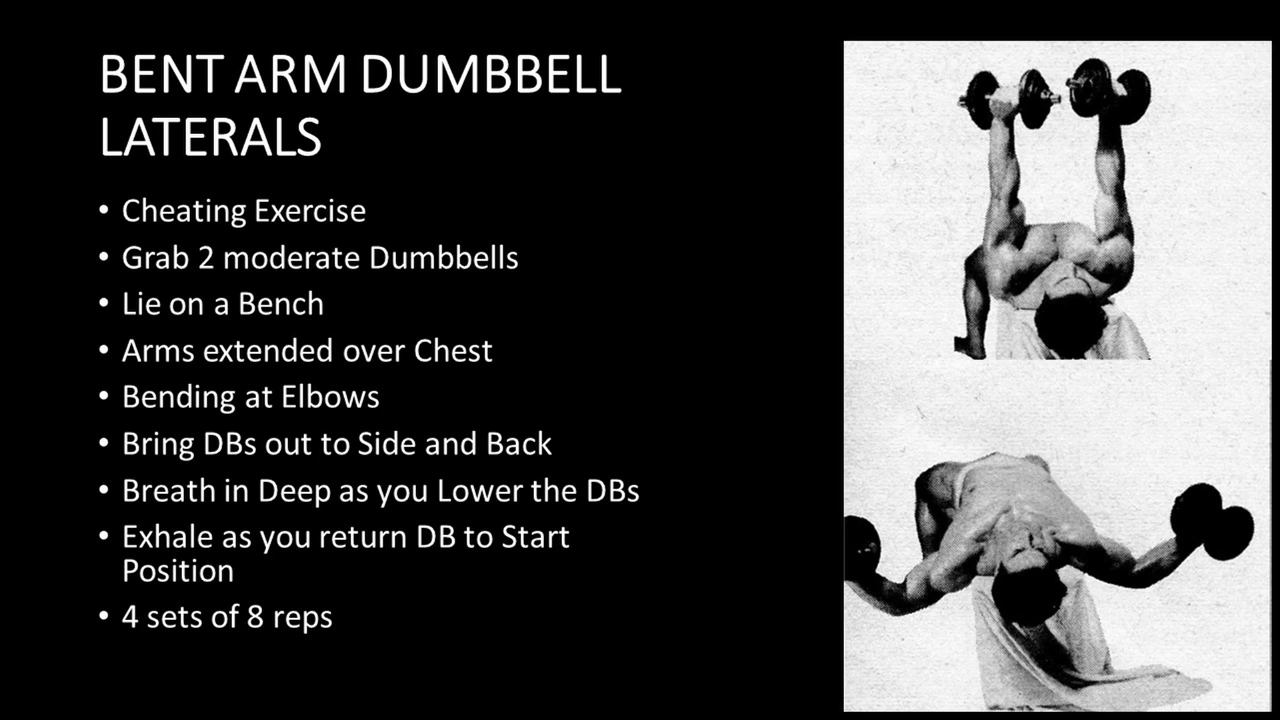 BENT ARM DUMBBELL
LATERALS
• Cheating Exercise
• Grab 2 moderate Dumbbells
• Lie on a Bench
• Arms extended over Chest
• Bending at Elbows
• Bring DBs out to Side and Back
• Breath in Deep as you Lower the DBs
• Exhale as you return DB to Start
Position
• 4 sets of 8 reps